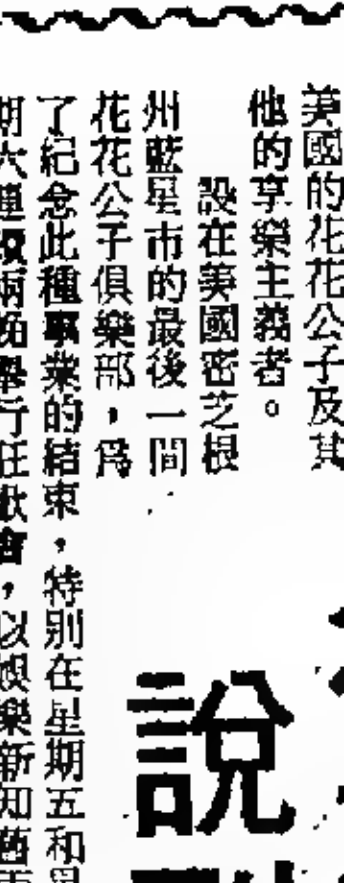 美國的花花公子及其
他的享樂主義者。
設在美國密芝根
州藍星市的最後一間
花花公子俱樂部，為
了紀念此種事業的結束，特別在星期五和星
期六連續兩晚舉行狂歡會，以娛樂新知舊雨
說